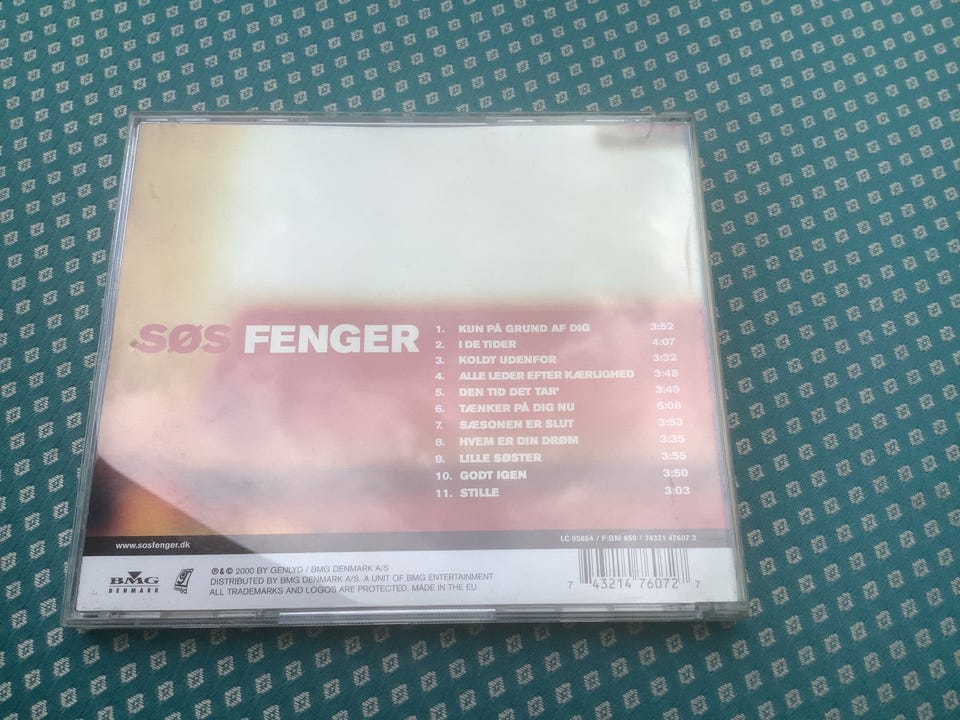 SØS FENGER
1. KUN PÅ GRUND AF DIG 3:52
2. I DE TIDER 4:07
3. KOLDT UDENFOR 3:32
4. ALLE LEDER EFTER KÆRLIGHED 3:48
5. DEN TID DET TAR' 3:49
6. TÆNKER PÅ DIG NU 5:08
7. SÆSONEN ER SLUT 3:53
8. HVEM ER DIN DRØM 3:35
9. LILLE SØSTER 3:55
10. GODT IGEN 3:50
11. STILLE 3:03
www.sosfenger.dk
LC 05654 / F:BM 650 / 74321 47607 2
BMG
DENMARK
℗ & © 2000 BY GENLYD / BMG DENMARK A/S
DISTRIBUTED BY BMG DENMARK A/S. A UNIT OF BMG ENTERTAINMENT
ALL TRADEMARKS AND LOGOS ARE PROTECTED. MADE IN THE EU
7 43214 76072 7